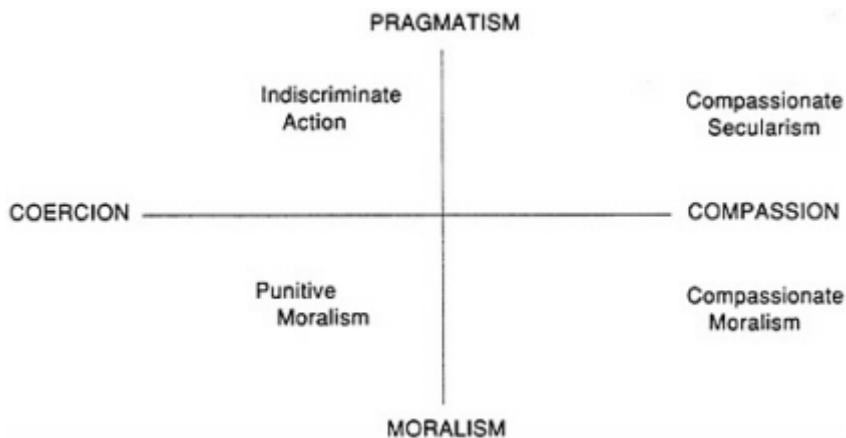 PRAGMATISM
Indiscriminate
Action
Compassionate
Secularism
COERCION
COMPASSION
Punitive
Moralism
Compassionate
Moralism
MORALISM